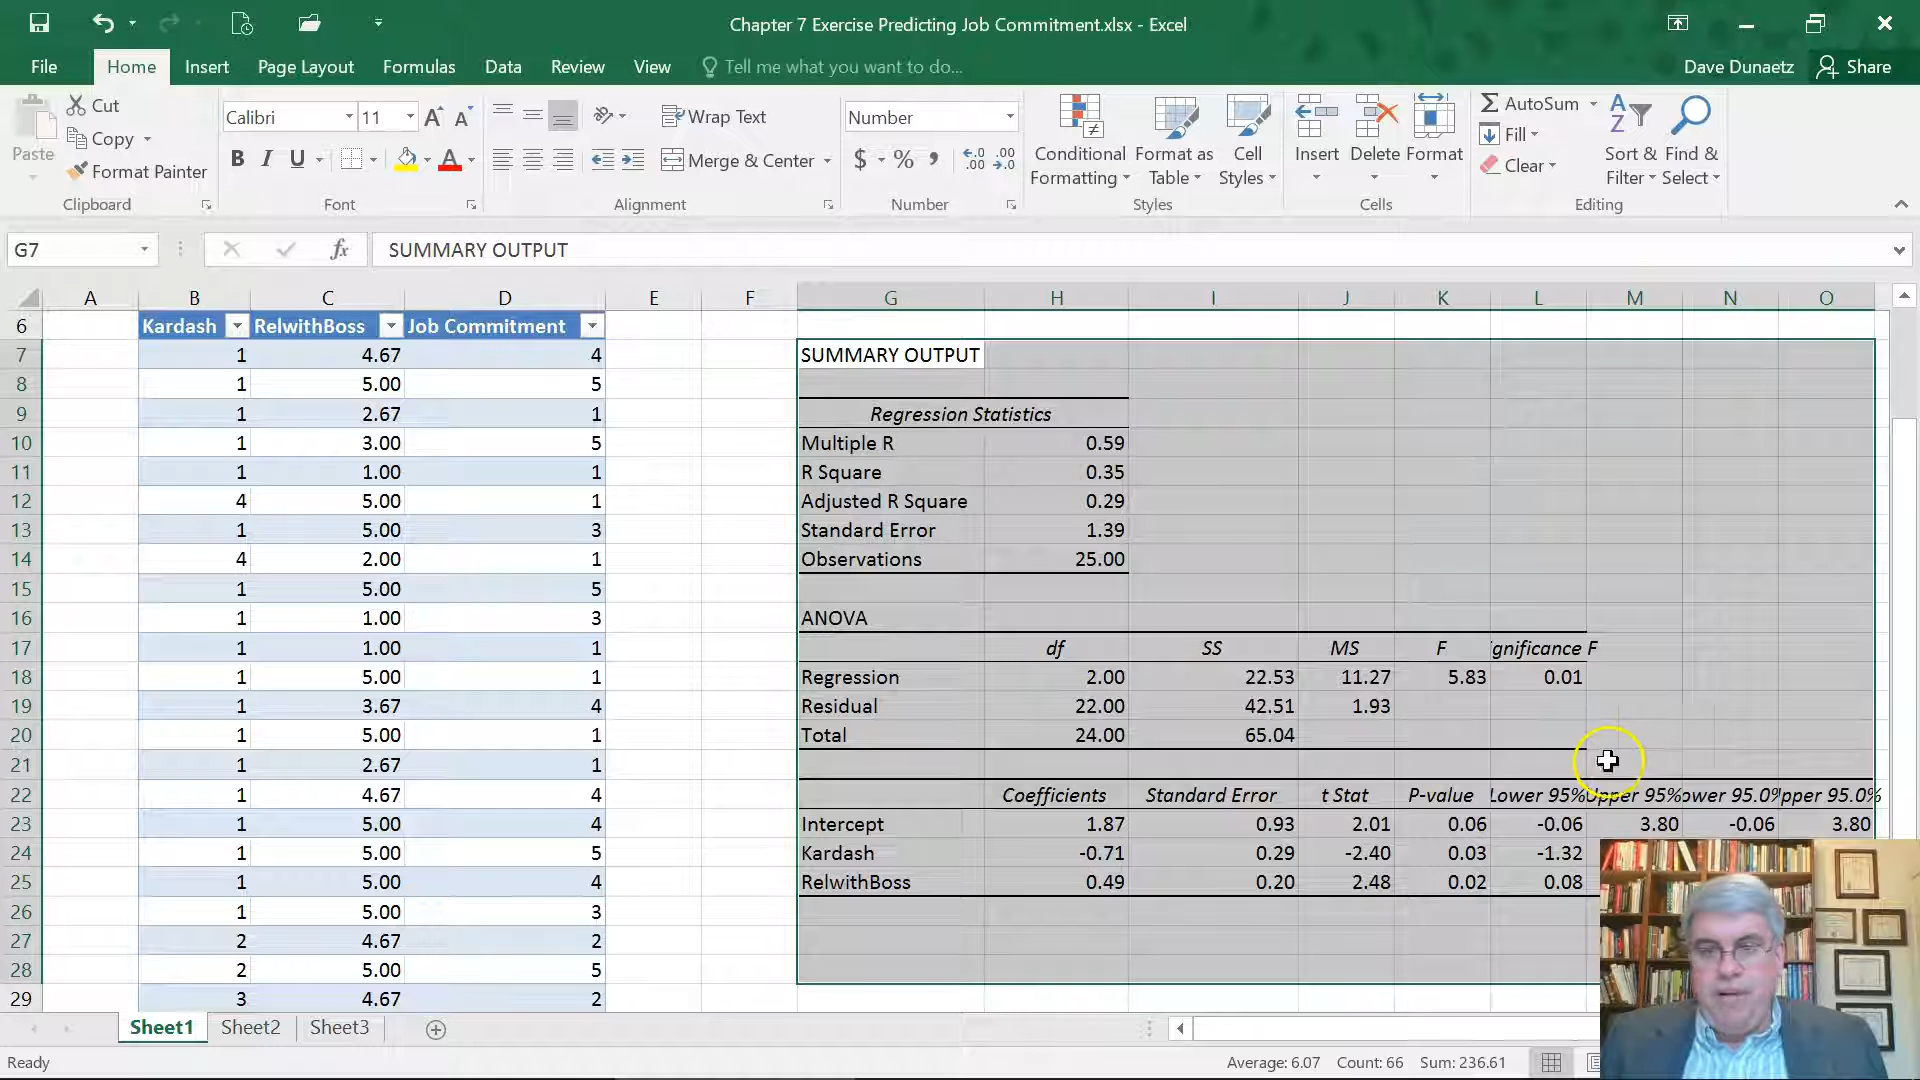 Chapter 7 Exercise Predicting Job Commitment.xlsx - Excel
File Home Insert Page Layout Formulas Data Review View Tell me what you want to do... Dave Dunaetz Share
Paste
Cut
Copy
Format Painter
Clipboard
Calibri 11
B I U
Font
Wrap Text
Merge & Center
Alignment
Number
$ % ,
Number
Conditional Formatting
Format as Table
Cell Styles
Styles
Insert Delete Format
Cells
AutoSum
Fill
Clear
Sort & Filter
Find & Select
Editing
G7 fx SUMMARY OUTPUT
A B C D E F G H I J K L M N O
6 Kardash RelwithBoss Job Commitment
7 1 4.67 4 SUMMARY OUTPUT
8 1 5.00 5
9 1 2.67 1 Regression Statistics
10 1 3.00 5 Multiple R 0.59
11 1 1.00 1 R Square 0.35
12 4 5.00 1 Adjusted R Square 0.29
13 1 5.00 3 Standard Error 1.39
14 4 2.00 1 Observations 25.00
15 1 5.00 5
16 1 1.00 3 ANOVA
17 1 1.00 1 df SS MS F gnificance F
18 1 5.00 1 Regression 2.00 22.53 11.27 5.83 0.01
19 1 3.67 4 Residual 22.00 42.51 1.93
20 1 5.00 1 Total 24.00 65.04
21 1 2.67 1
22 1 4.67 4 Coefficients Standard Error t Stat P-value Lower 95% Upper 95% ower 95.0% pper 95.0%
23 1 5.00 4 Intercept 1.87 0.93 2.01 0.06 -0.06 3.80 -0.06 3.80
24 1 5.00 5 Kardash -0.71 0.29 -2.40 0.03 -1.32
25 1 5.00 4 RelwithBoss 0.49 0.20 2.48 0.02 0.08
26 1 5.00 3
27 2 4.67 2
28 2 5.00 5
29 3 4.67 2
Sheet1 Sheet2 Sheet3
Ready Average: 6.07 Count: 66 Sum: 236.61